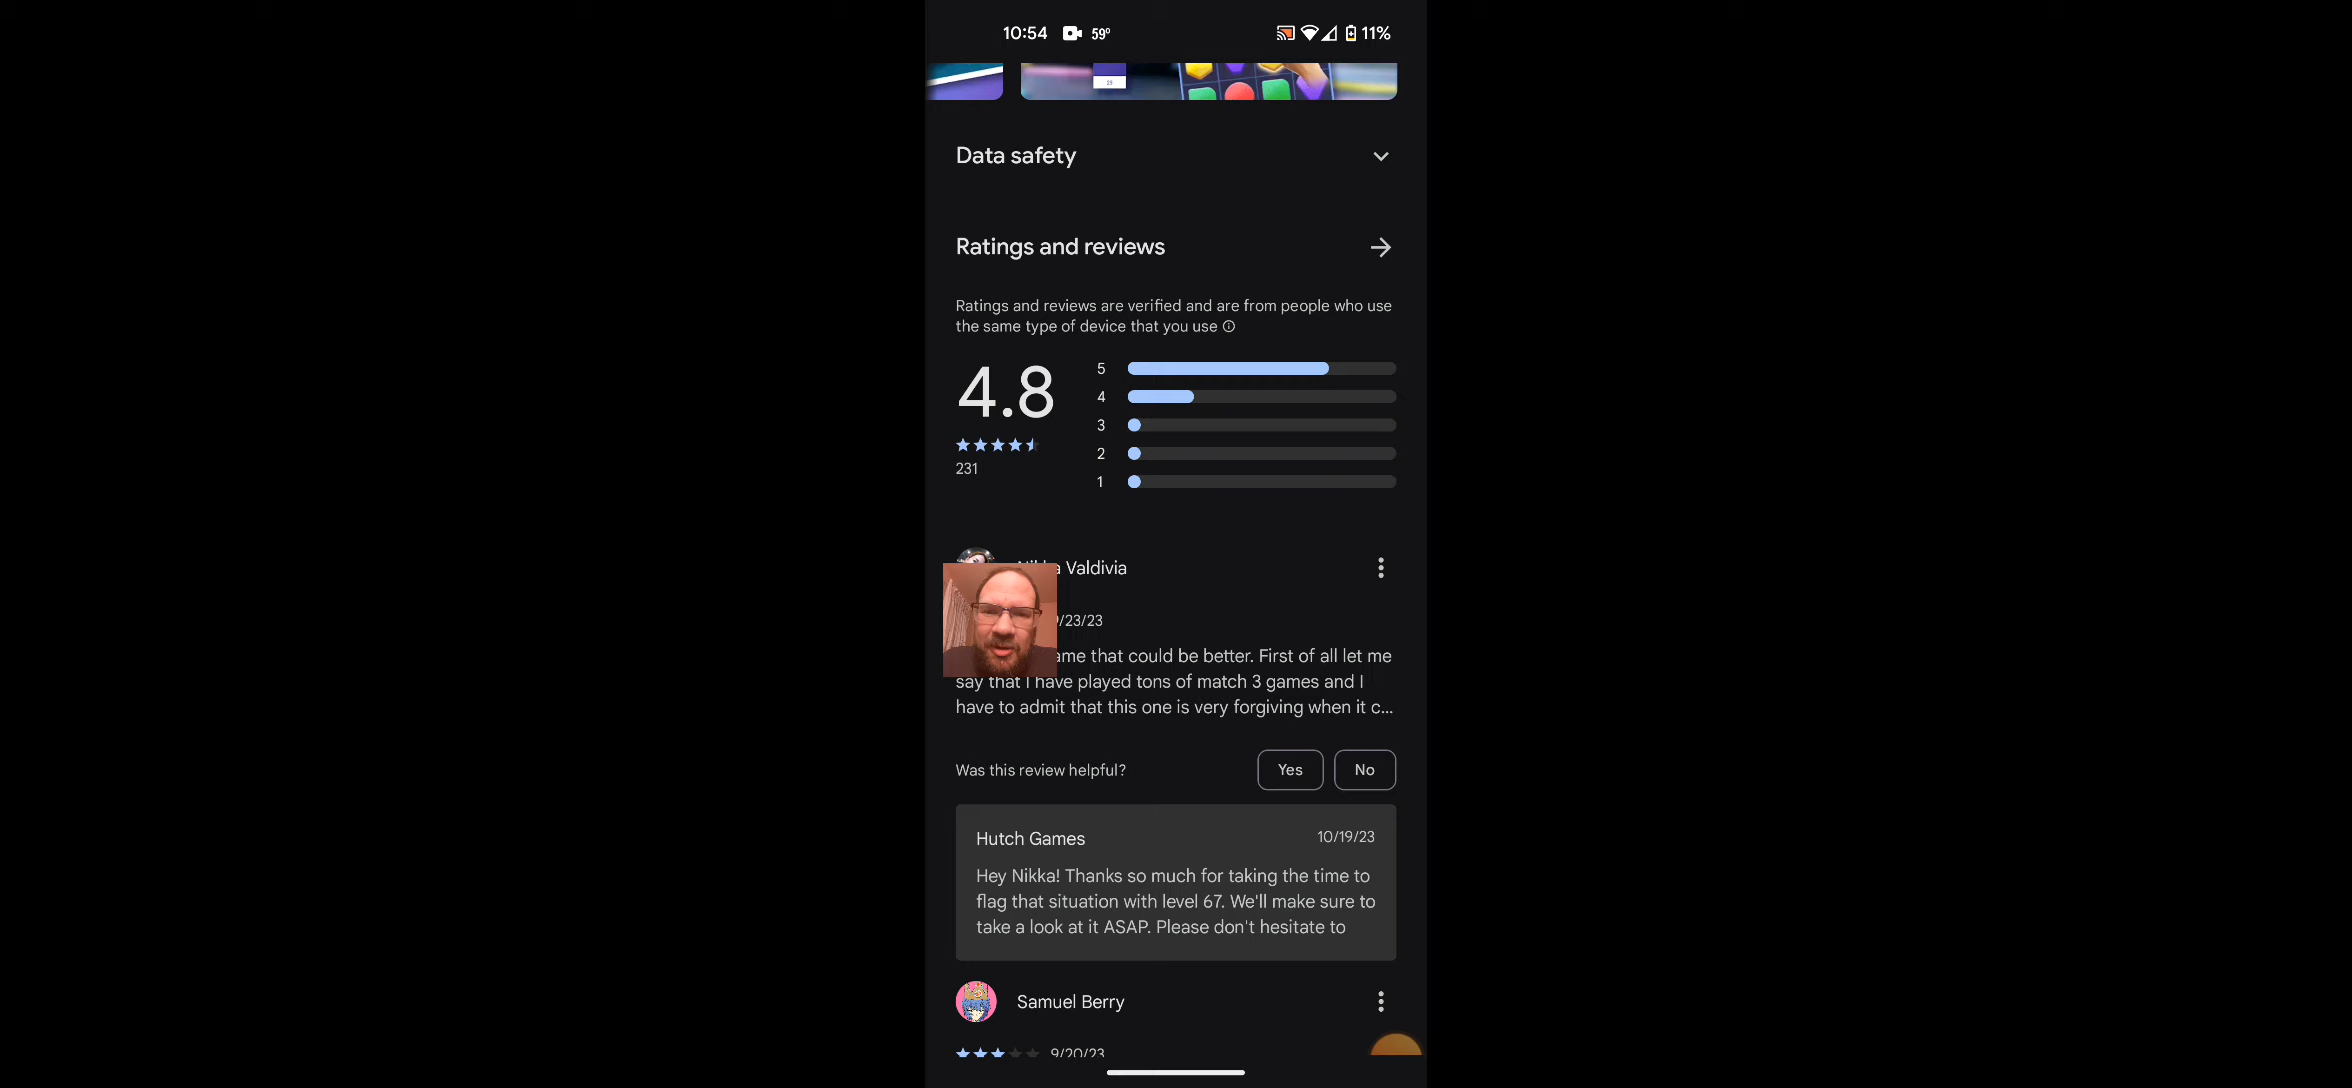 10:54 59° 11%
29
Data safety
Ratings and reviews
Ratings and reviews are verified and are from people who use
the same type of device that you use
4.8
231
5
4
3
2
1
Valdivia
/23/23
ame that could be better. First of all let me
say that I have played tons of match 3 games and I
have to admit that this one is very forgiving when it c...
Was this review helpful? Yes No
Hutch Games 10/19/23
Hey Nikka! Thanks so much for taking the time to
flag that situation with level 67. We'll make sure to
take a look at it ASAP. Please don't hesitate to
Samuel Berry
9/20/23